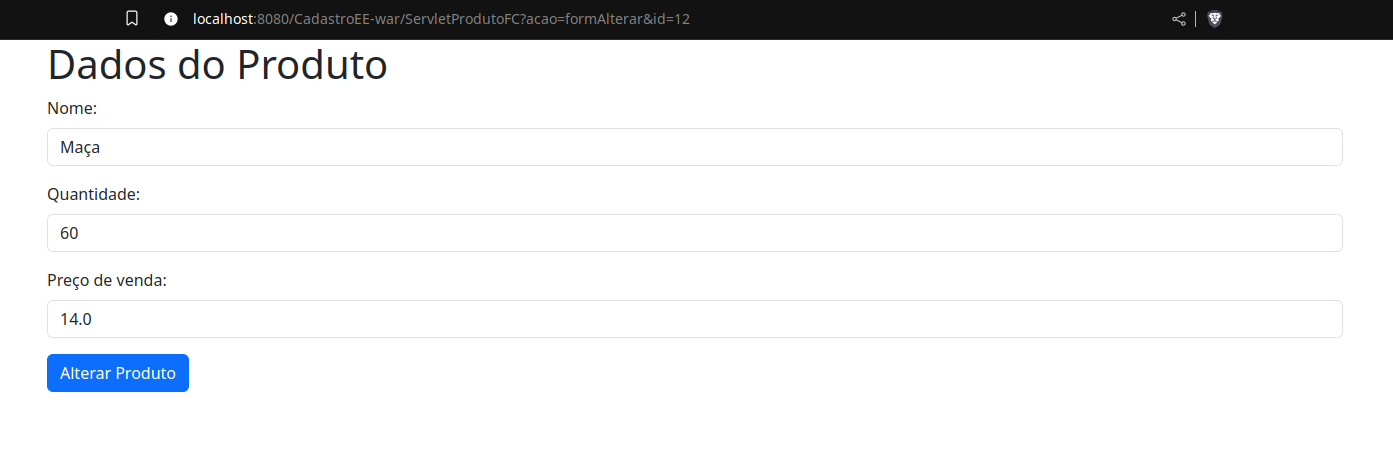 localhost:8080/CadastroEE-war/ServletProdutoFC?acao=formAlterar&id=12
Dados do Produto
Nome:
Maça
Quantidade:
60
Preço de venda:
14.0
Alterar Produto